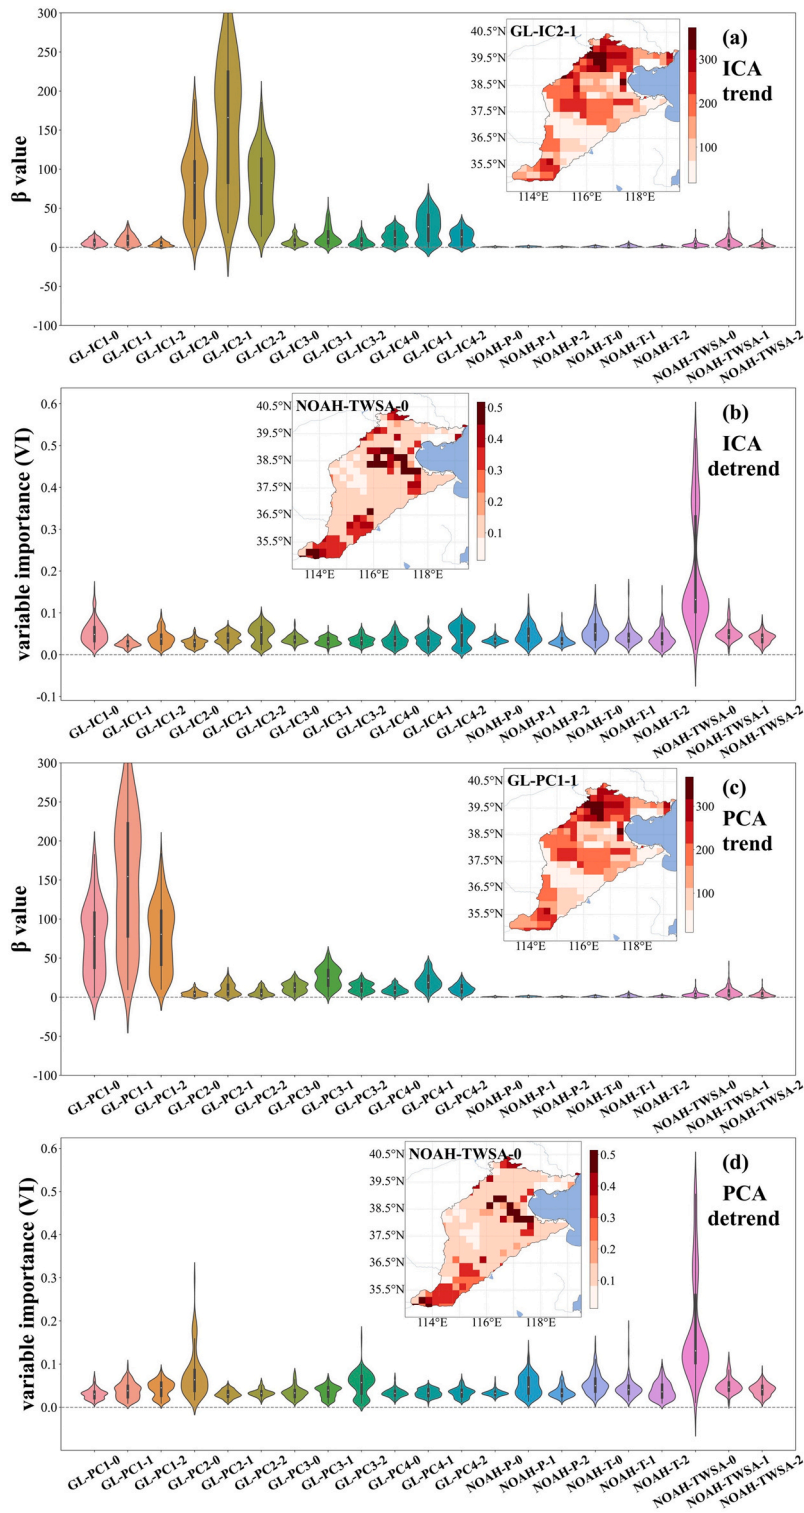 300
250
200
150
100
50
0
-50
-100
β value
GL-IC2-1
40.5°N
39.5°N
38.5°N
37.5°N
36.5°N
35.5°N
114°E 116°E 118°E
300
200
100
(a)
ICA
trend
GL-IC1-0 GL-IC1-1 GL-IC1-2 GL-IC2-0 GL-IC2-1 GL-IC2-2 GL-IC3-0 GL-IC3-1 GL-IC3-2 GL-IC4-0 GL-IC4-1 GL-IC4-2 NOAH-P-0 NOAH-P-1 NOAH-P-2 NOAH-T-0 NOAH-T-1 NOAH-T-2 NOAH-TWSA-0 NOAH-TWSA-1 NOAH-TWSA-2
0.6
0.5
0.4
0.3
0.2
0.1
0.0
-0.1
variable importance (VI)
NOAH-TWSA-0
40.5°N
39.5°N
38.5°N
37.5°N
36.5°N
35.5°N
114°E 116°E 118°E
0.5
0.4
0.3
0.2
0.1
(b)
ICA
detrend
GL-IC1-0 GL-IC1-1 GL-IC1-2 GL-IC2-0 GL-IC2-1 GL-IC2-2 GL-IC3-0 GL-IC3-1 GL-IC3-2 GL-IC4-0 GL-IC4-1 GL-IC4-2 NOAH-P-0 NOAH-P-1 NOAH-P-2 NOAH-T-0 NOAH-T-1 NOAH-T-2 NOAH-TWSA-0 NOAH-TWSA-1 NOAH-TWSA-2
300
250
200
150
100
50
0
-50
-100
β value
GL-PC1-1
40.5°N
39.5°N
38.5°N
37.5°N
36.5°N
35.5°N
114°E 116°E 118°E
300
200
100
(c)
PCA
trend
GL-PC1-0 GL-PC1-1 GL-PC1-2 GL-PC2-0 GL-PC2-1 GL-PC2-2 GL-PC3-0 GL-PC3-1 GL-PC3-2 GL-PC4-0 GL-PC4-1 GL-PC4-2 NOAH-P-0 NOAH-P-1 NOAH-P-2 NOAH-T-0 NOAH-T-1 NOAH-T-2 NOAH-TWSA-0 NOAH-TWSA-1 NOAH-TWSA-2
0.6
0.5
0.4
0.3
0.2
0.1
0.0
variable importance (VI)
NOAH-TWSA-0
40.5°N
39.5°N
38.5°N
37.5°N
36.5°N
35.5°N
114°E 116°E 118°E
0.5
0.4
0.3
0.2
0.1
(d)
PCA
detrend
GL-PC1-0 GL-PC1-1 GL-PC1-2 GL-PC2-0 GL-PC2-1 GL-PC2-2 GL-PC3-0 GL-PC3-1 GL-PC3-2 GL-PC4-0 GL-PC4-1 GL-PC4-2 NOAH-P-0 NOAH-P-1 NOAH-P-2 NOAH-T-0 NOAH-T-1 NOAH-T-2 NOAH-TWSA-0 NOAH-TWSA-1 NOAH-TWSA-2